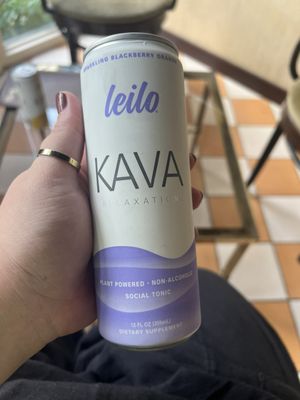 SPARKLING BLACKBERRY ORANGE
leilo
KAVA
RELAXATION
PLANT POWERED • NON-ALCOHOLIC
SOCIAL TONIC
12 FL OZ (355mL)
DIETARY SUPPLEMENT